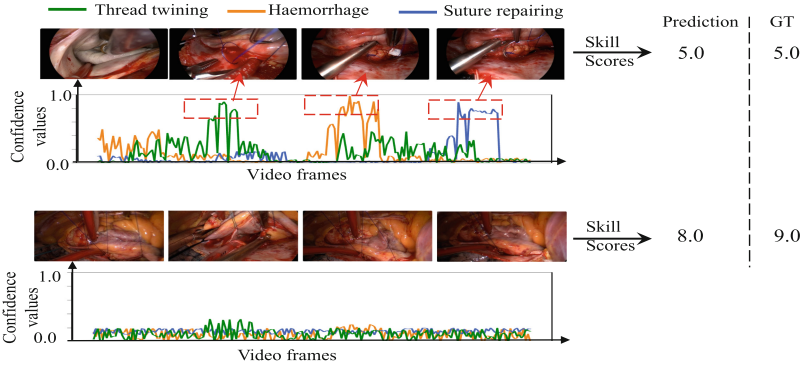 Thread twining Haemorrhage Suture repairing
Prediction GT
Skill
Scores
5.0 5.0
1.0
Confidence
values
0.0
Video frames
Skill
Scores
8.0 9.0
1.0
Confidence
values
0.0
Video frames